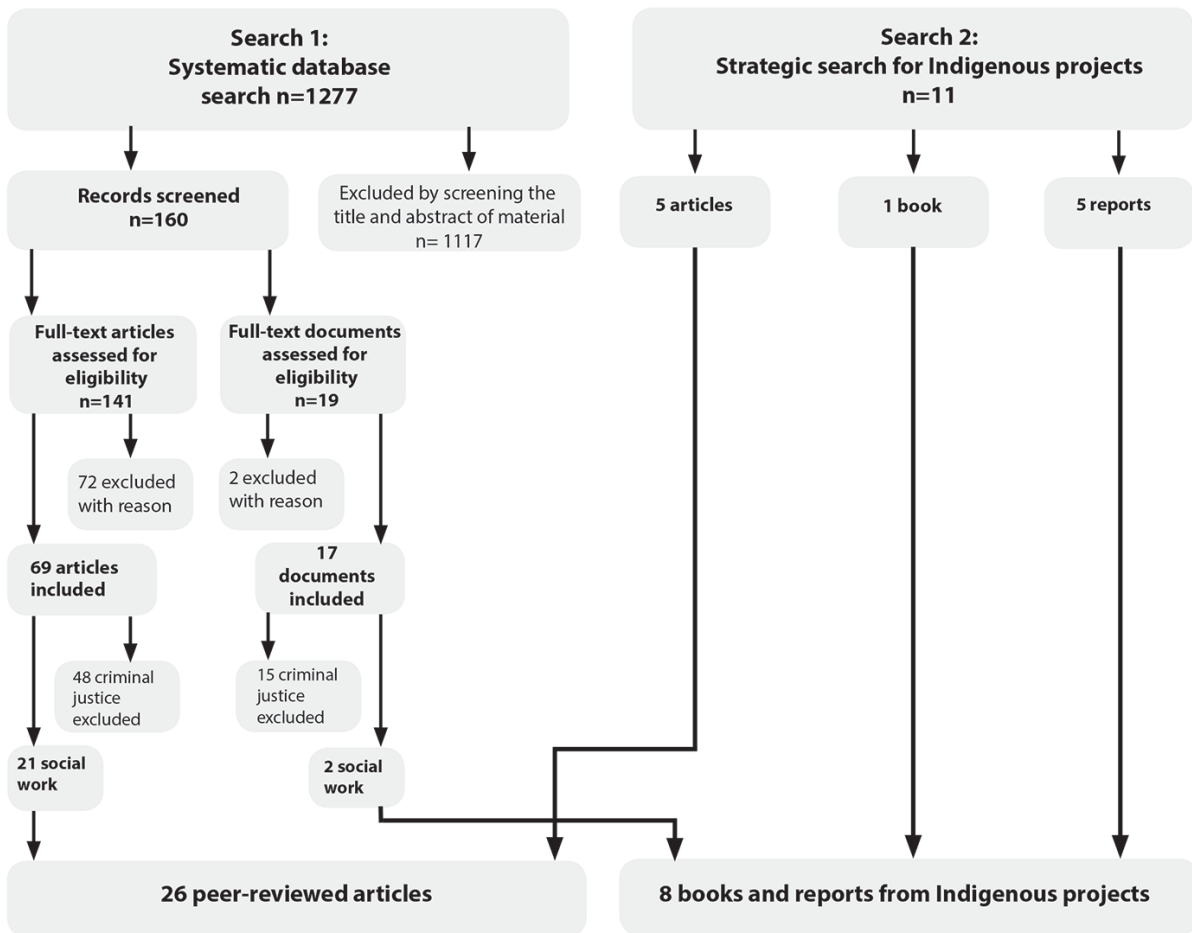 Search 1:
Systematic database
search n=1277
Search 2:
Strategic search for Indigenous projects
n=11
Records screened
n=160
Excluded by screening the
title and abstract of material
n= 1117
5 articles
1 book
5 reports
Full-text articles
assessed for
eligibility
n=141
Full-text documents
assessed for
eligibility
n=19
72 excluded
with reason
2 excluded
with reason
69 articles
included
17
documents
included
48 criminal
justice
excluded
15 criminal
justice
excluded
21 social
work
2 social
work
26 peer-reviewed articles
8 books and reports from Indigenous projects